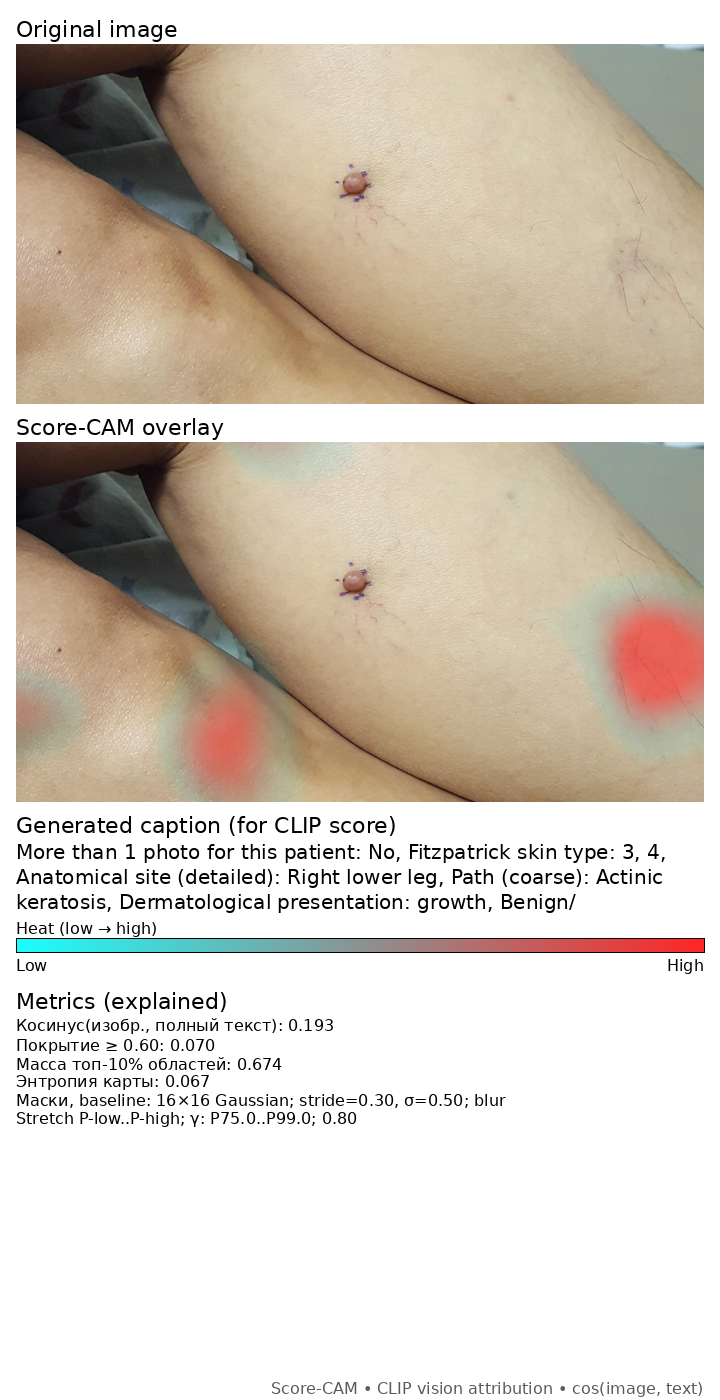 Original image
Score-CAM overlay
Generated caption (for CLIP score)
More than 1 photo for this patient: No, Fitzpatrick skin type: 3, 4,
Anatomical site (detailed): Right lower leg, Path (coarse): Actinic
keratosis, Dermatological presentation: growth, Benign/
Heat (low → high)
Low High
Metrics (explained)
Косинус(изобр., полный текст): 0.193
Покрытие ≥ 0.60: 0.070
Масса топ-10% областей: 0.674
Энтропия карты: 0.067
Маски, baseline: 16×16 Gaussian; stride=0.30, σ=0.50; blur
Stretch P-low..P-high; γ: P75.0..P99.0; 0.80
Score-CAM • CLIP vision attribution • cos(image, text)